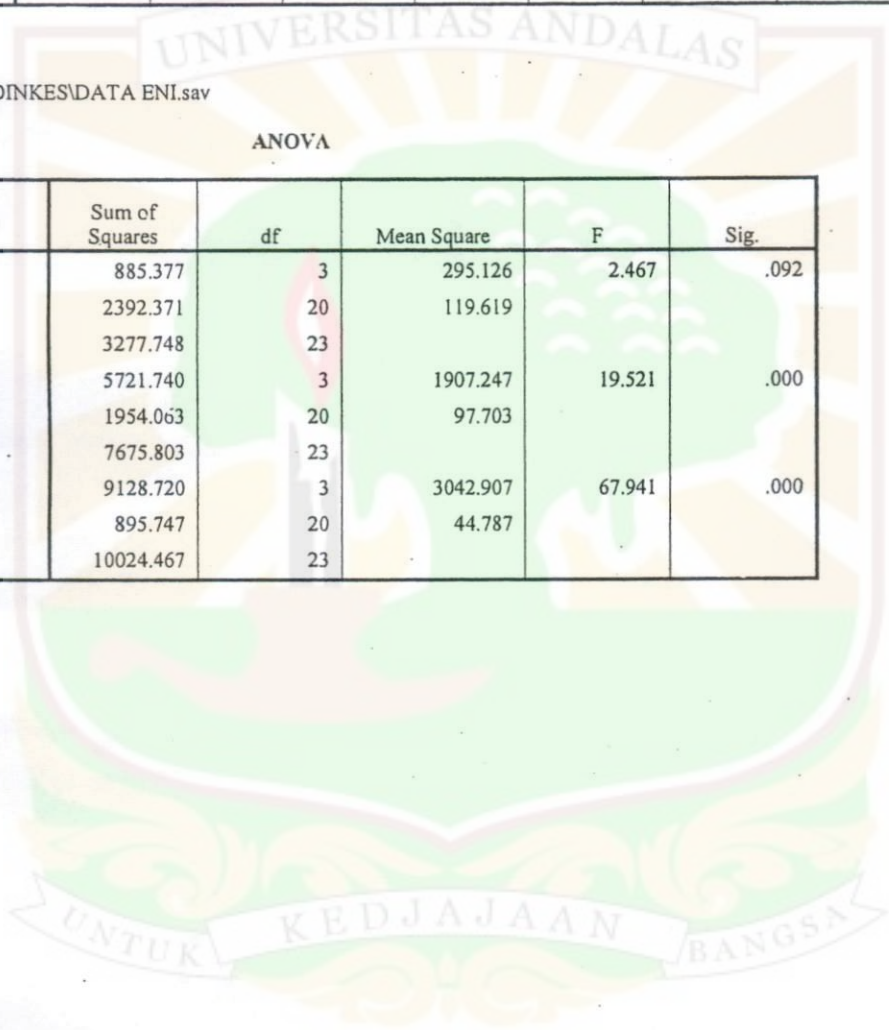 UNIVERSITAS ANDALAS
DINKES\DATA ENI.sav
ANOVA
Sum of Squares df Mean Square F Sig.
885.377 3 295.126 2.467 .092
2392.371 20 119.619
3277.748 23
5721.740 3 1907.247 19.521 .000
1954.063 20 97.703
7675.803 23
9128.720 3 3042.907 67.941 .000
895.747 20 44.787
10024.467 23
UNTUK KEDJAJAAN BANGSA